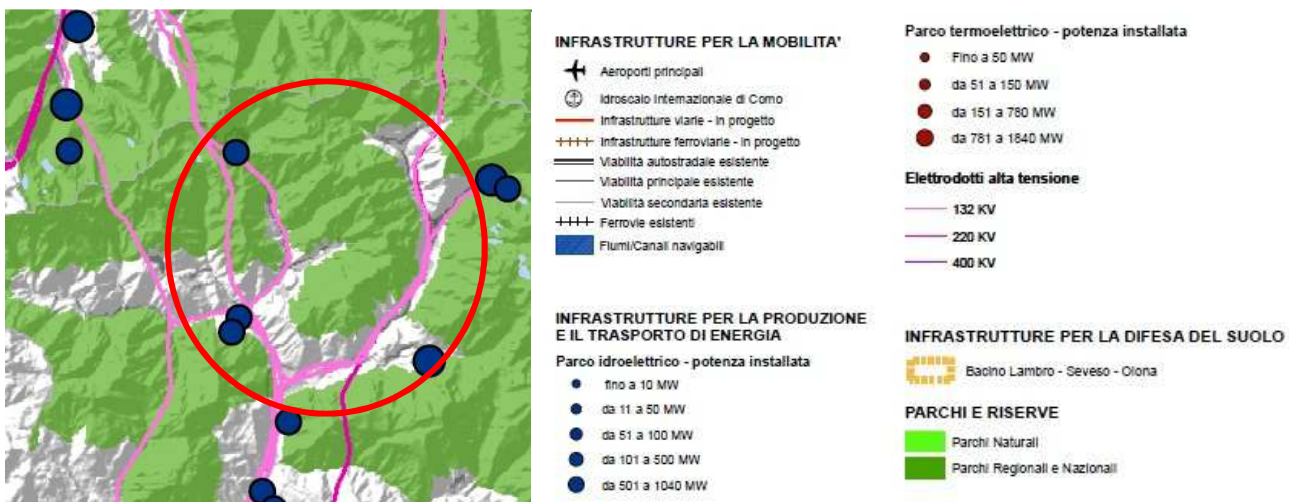 INFRASTRUTTURE PER LA MOBILITA'
Aeroporti principali
Idroscalo Internazionale di Como
Infrastrutture viarie - in progetto
Infrastrutture ferroviarie - in progetto
Viabilità autostradale esistente
Viabilità principale esistente
Viabilità secondaria esistente
Ferrovie esistenti
Fiumi/Canali navigabili
INFRASTRUTTURE PER LA PRODUZIONE
E IL TRASPORTO DI ENERGIA
Parco idroelettrico - potenza installata
fino a 10 MW
da 11 a 50 MW
da 51 a 100 MW
da 101 a 500 MW
da 501 a 1040 MW
Parco termoelettrico - potenza installata
Fino a 50 MW
da 51 a 150 MW
da 151 a 780 MW
da 781 a 1840 MW
Elettrodotti alta tensione
132 KV
220 KV
400 KV
INFRASTRUTTURE PER LA DIFESA DEL SUOLO
Bacino Lambro - Seveso - Olona
PARCHI E RISERVE
Parchi Naturali
Parchi Regionali e Nazionali